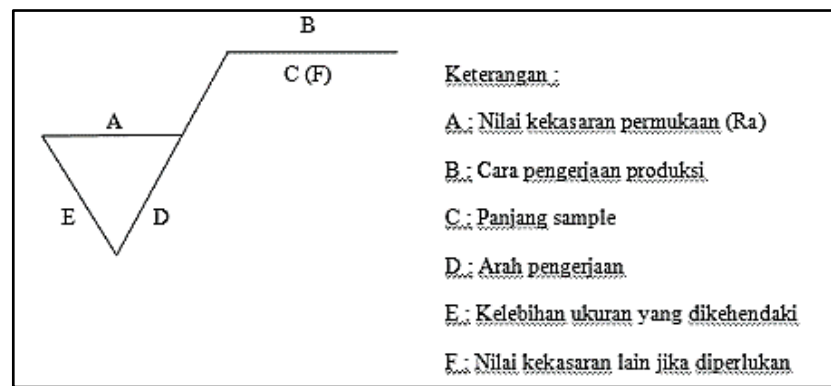 B
C (F)
A
E
D
Keterangan :
A : Nilai kekasaran permukaan (Ra)
B : Cara pengerjaan produksi
C : Panjang sample
D : Arah pengerjaan
E : Kelebihan ukuran yang dikehendaki
F : Nilai kekasaran lain jika diperlukan